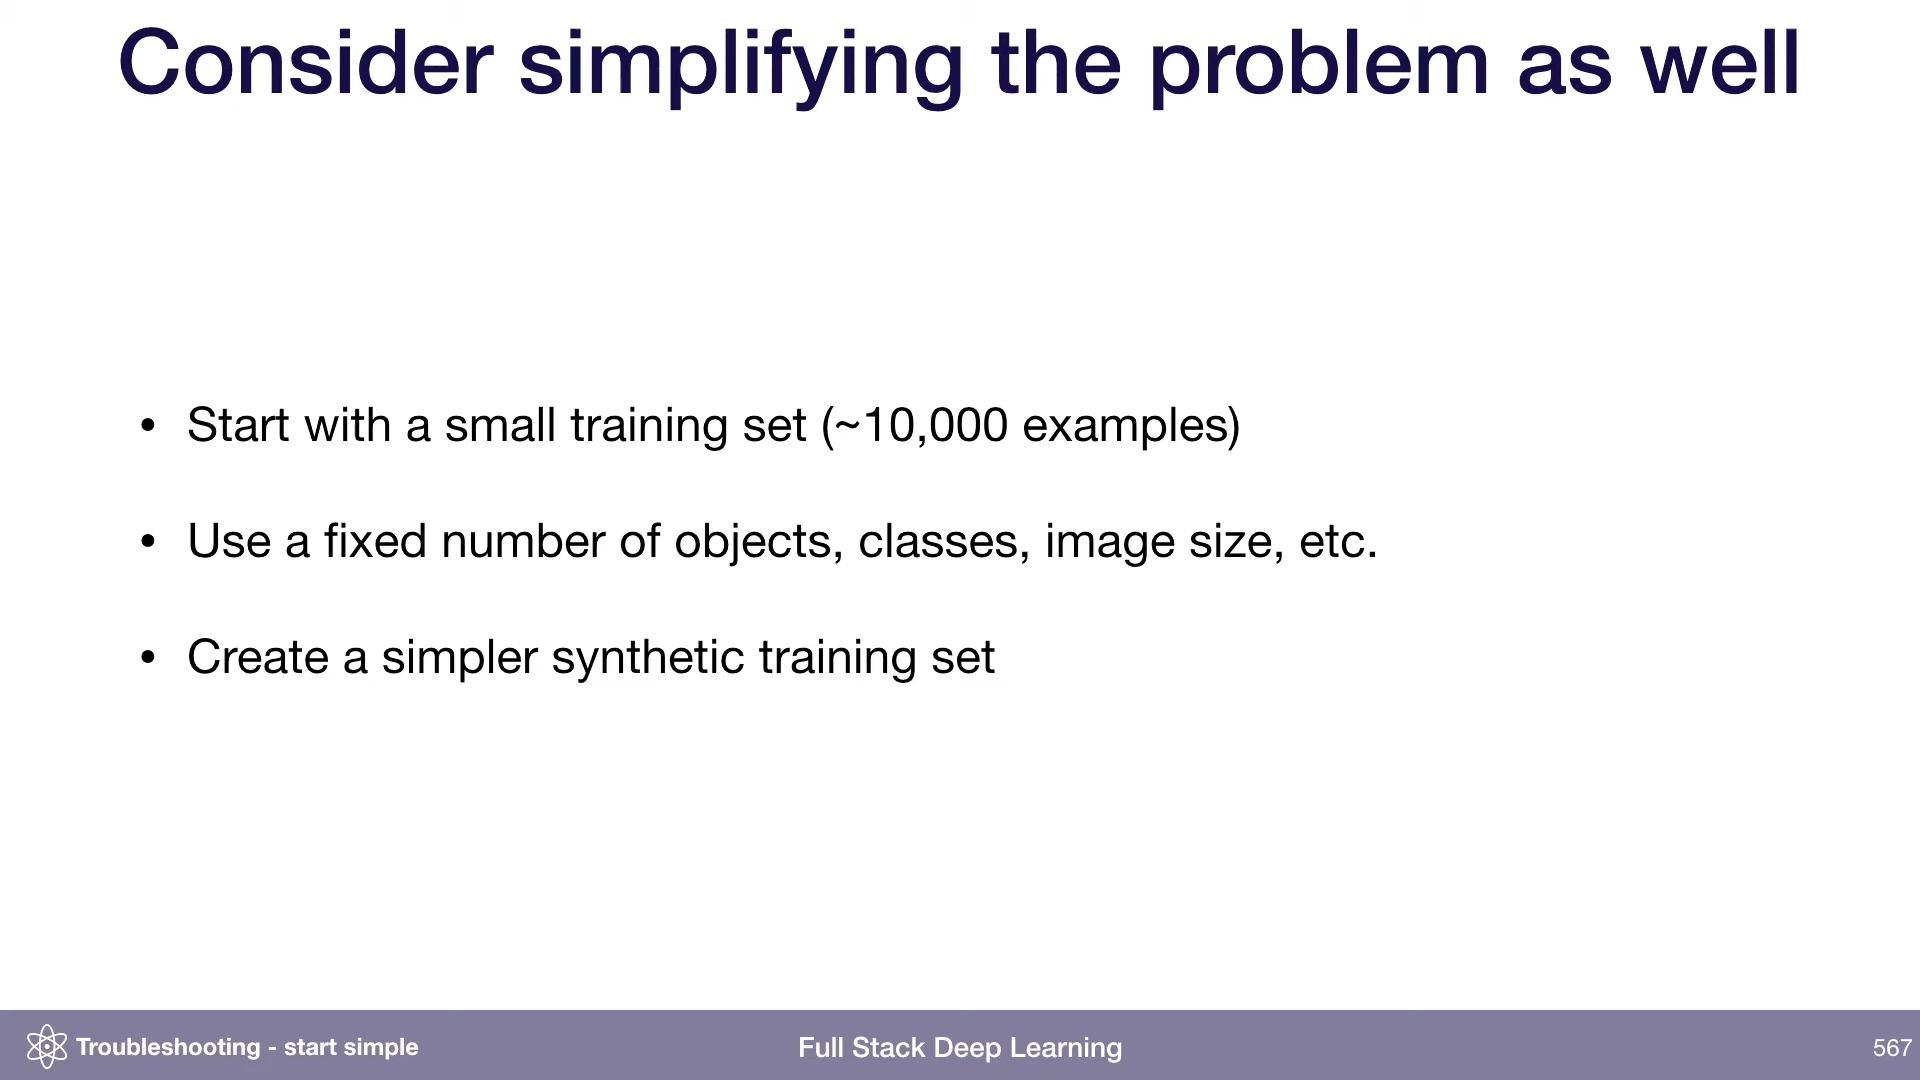 Consider simplifying the problem as well
• Start with a small training set (~10,000 examples)
• Use a fixed number of objects, classes, image size, etc.
• Create a simpler synthetic training set
Troubleshooting - start simple
Full Stack Deep Learning
567